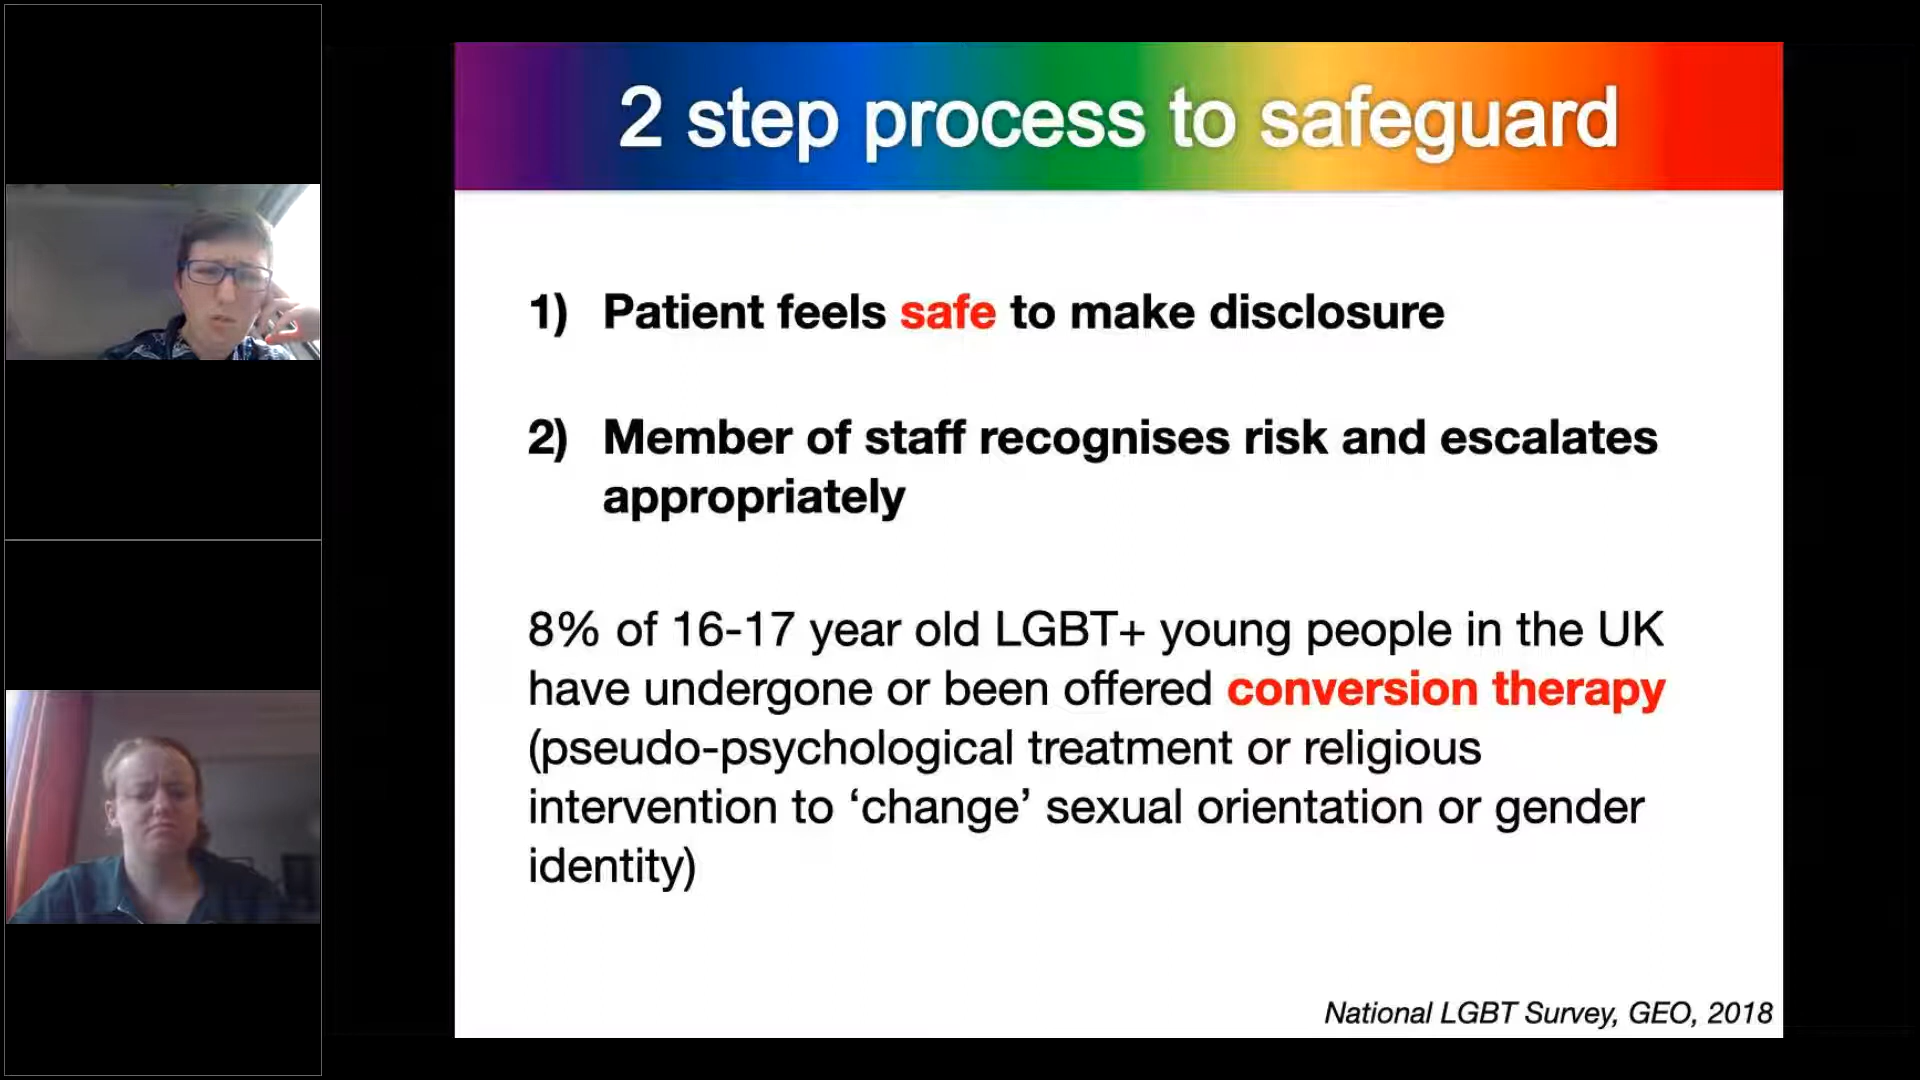 2 step process to safeguard
1) Patient feels safe to make disclosure
2) Member of staff recognises risk and escalates
appropriately
8% of 16-17 year old LGBT+ young people in the UK
have undergone or been offered conversion therapy
(pseudo-psychological treatment or religious
intervention to ‘change’ sexual orientation or gender
identity)
National LGBT Survey, GEO, 2018